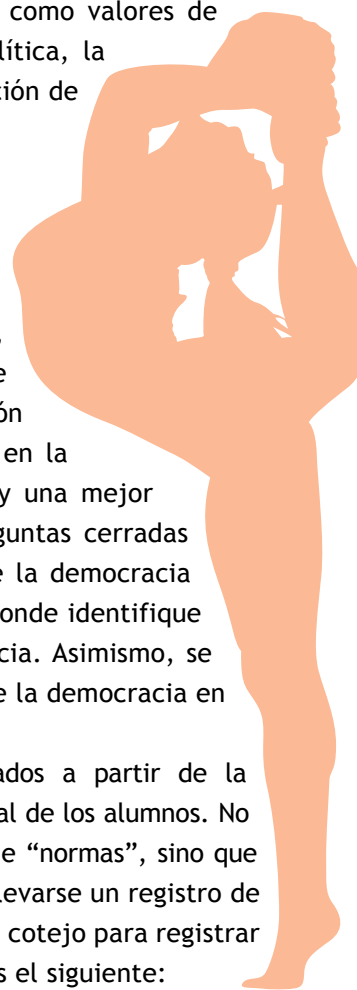 como valores de
lítica, la
ción de
e
ón
en la
y una mejor
guntas cerradas
e la democracia
onde identifique
cia. Asimismo, se
e la democracia en
ados a partir de la
al de los alumnos. No
e “normas”, sino que
levarse un registro de
cotejo para registrar
s el siguiente: